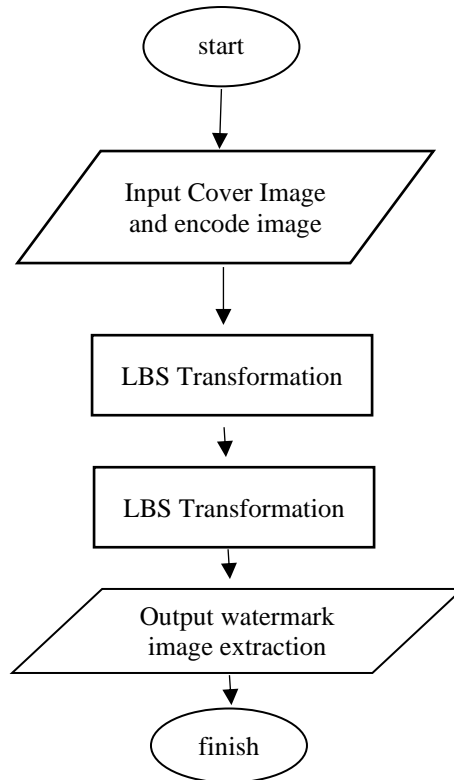 start
Input Cover Image
and encode image
LBS Transformation
LBS Transformation
Output watermark
image extraction
finish